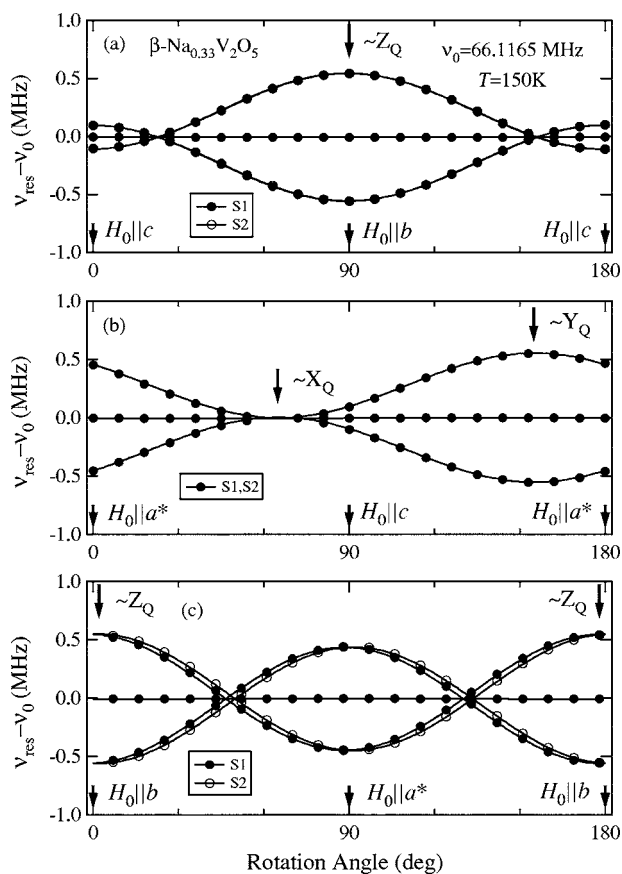 (a) β-Na0.33V2O5 ~ZQ ν0=66.1165 MHz
T=150K
1.0
0.5
0.0
-0.5
-1.0
νres−ν0 (MHz)
S1
S2
H0||c H0||b H0||c
0 90 180
(b) ~XQ ~YQ
1.0
0.5
0.0
-0.5
-1.0
νres−ν0 (MHz)
S1,S2
H0||a* H0||c H0||a*
0 90 180
~ZQ (c) ~ZQ
1.0
0.5
0.0
-0.5
-1.0
νres−ν0 (MHz)
S1
S2
H0||b H0||a* H0||b
0 90 180
Rotation Angle (deg)